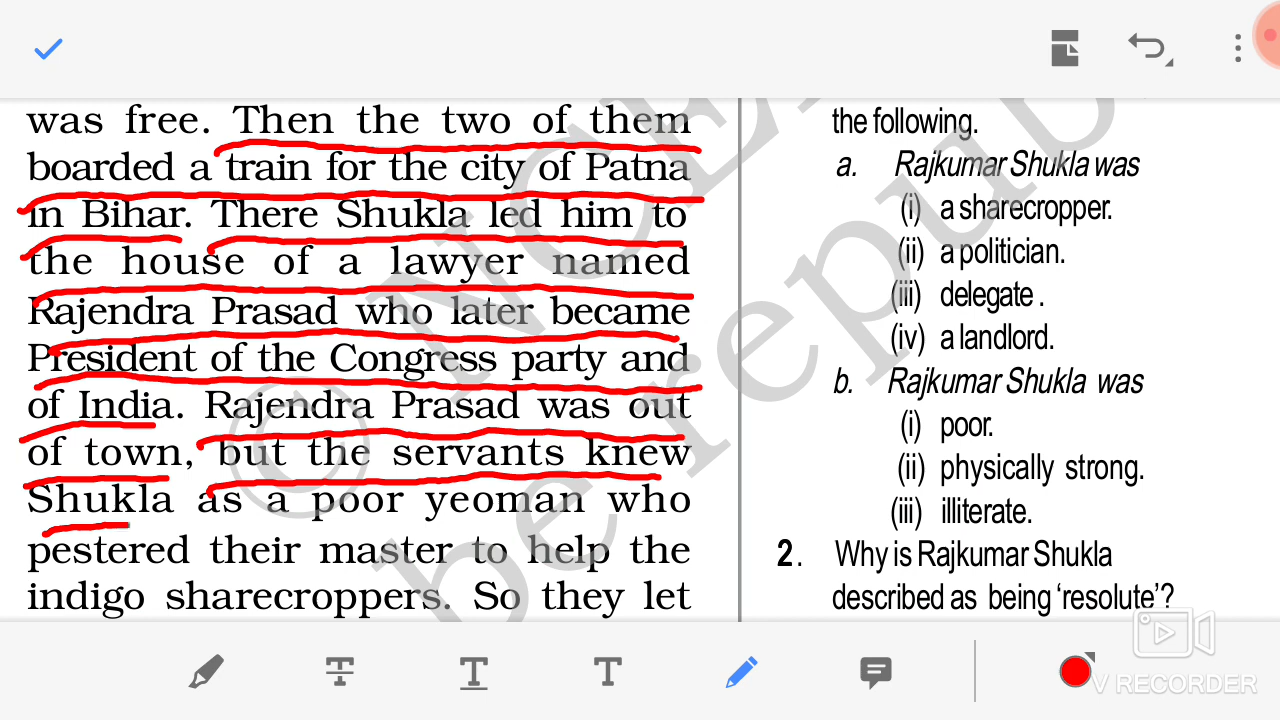 was free. Then the two of them
boarded a train for the city of Patna
in Bihar. There Shukla led him to
the house of a lawyer named
Rajendra Prasad who later became
President of the Congress party and
of India. Rajendra Prasad was out
of town, but the servants knew
Shukla as a poor yeoman who
pestered their master to help the
indigo sharecroppers. So they let
the following.
a. Rajkumar Shukla was
(i) a sharecropper.
(ii) a politician.
(iii) delegate .
(iv) a landlord.
b. Rajkumar Shukla was
(i) poor.
(ii) physically strong.
(iii) illiterate.
2. Why is Rajkumar Shukla
described as being ‘resolute’?
© NCE
be repub
T T T
V RECORDER